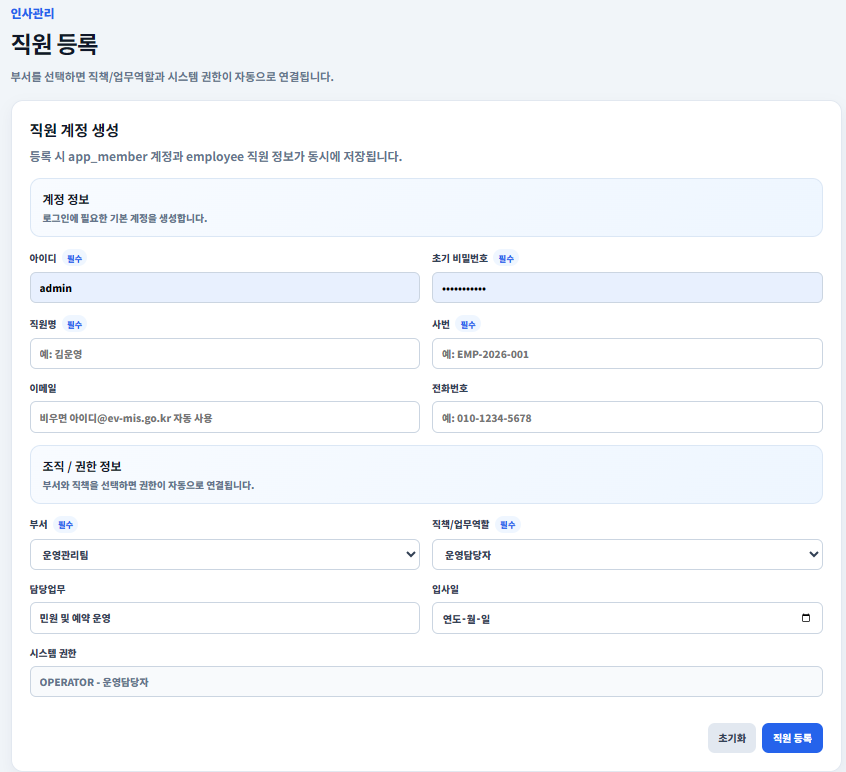 인사관리
직원 등록
부서를 선택하면 직책/업무역할과 시스템 권한이 자동으로 연결됩니다.
직원 계정 생성
등록 시 app_member 계정과 employee 직원 정보가 동시에 저장됩니다.
계정 정보
로그인에 필요한 기본 계정을 생성합니다.
아이디 필수
초기 비밀번호 필수
admin
•••••••••••
직원명 필수
사번 필수
예: 김운영
예: EMP-2026-001
이메일
전화번호
비우면 아이디@ev-mis.go.kr 자동 사용
예: 010-1234-5678
조직 / 권한 정보
부서와 직책을 선택하면 권한이 자동으로 연결됩니다.
부서 필수
직책/업무역할 필수
운영관리팀
운영담당자
담당업무
입사일
민원 및 예약 운영
연도-월-일
시스템 권한
OPERATOR - 운영담당자
초기화
직원 등록